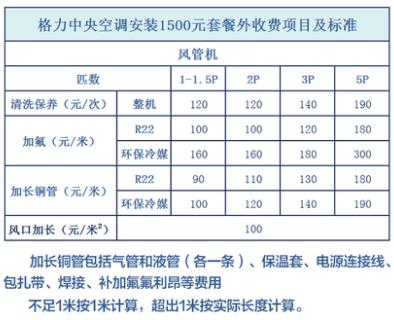 格力中央空调安装1500元套餐外收费项目及标准
风管机
匹数 1-1.5P 2P 3P 5P
清洗保养（元/次） 整机 120 120 140 190
加氟（元/米） R22 100 100 120 180
环保冷媒 160 160 180 300
加长铜管（元/米） R22 90 110 130 180
环保冷媒 100 120 140 190
风口加长（元/米²） 100
加长铜管包括气管和液管（各一条）、保温套、电源连接线、
包扎带、焊接、补加氟氟利昂等费用
不足1米按1米计算，超出1米按实际长度计算。